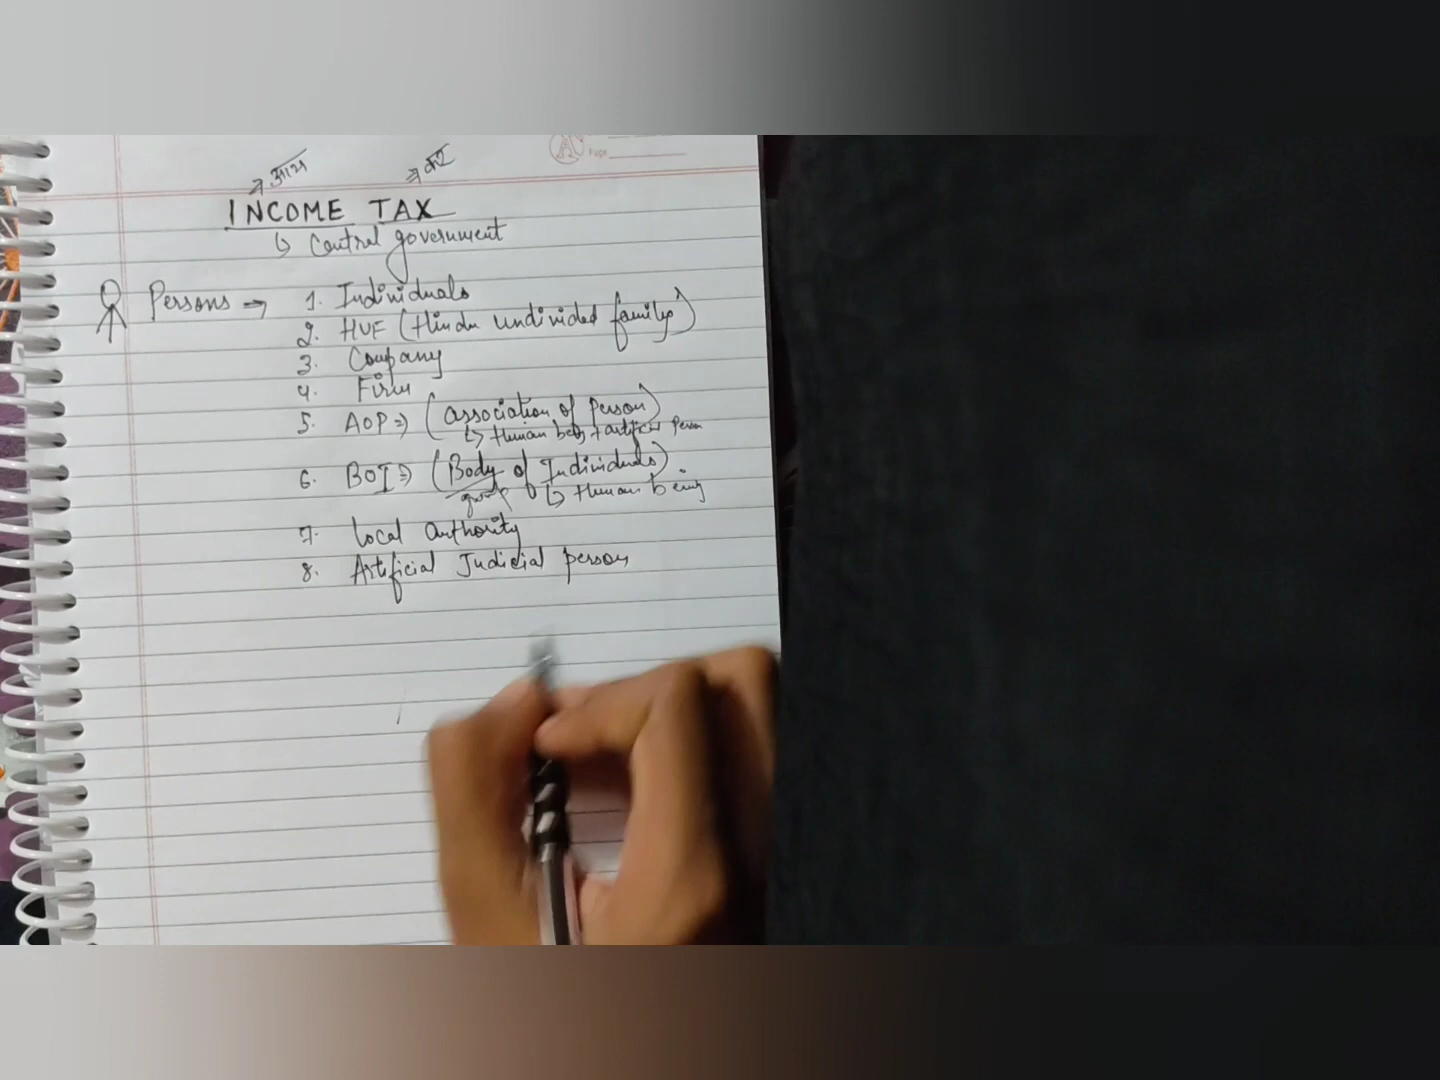 → आय → कर
Page
INCOME TAX
↳ Central government
Persons → 1. Individuals
2. HUF (Hindu undivided family)
3. Company
4. Firm
5. AOP ⇒ (Association of Person)
↳ Human being + artificial Person
6. BOI ⇒ (Body of Individuals)
group ↳ Human being
7. Local authority
8. Artificial Judicial person